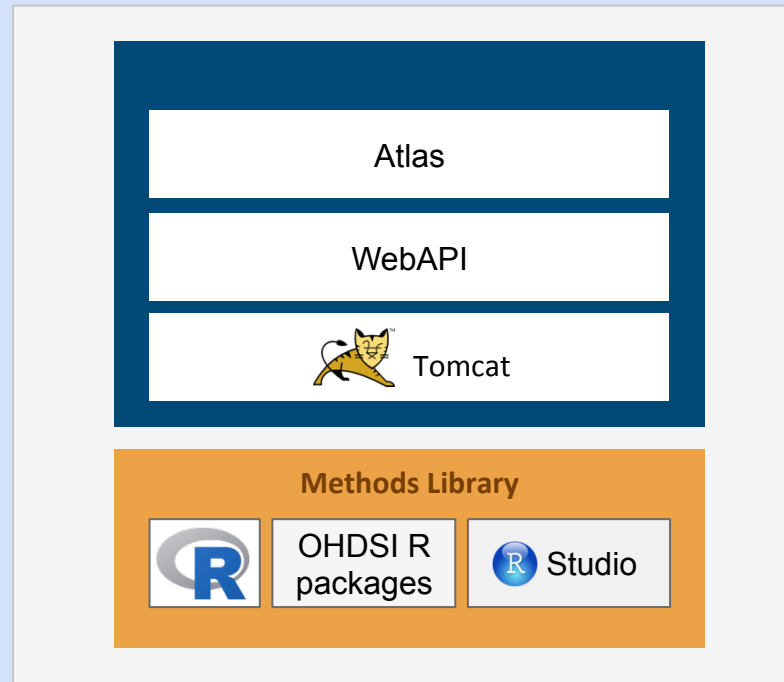 Atlas
WebAPI
Tomcat
Methods Library
R
OHDSI R
packages
R Studio